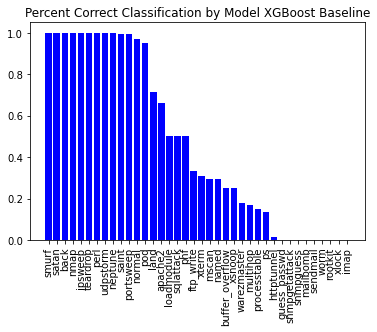 Percent Correct Classification by Model XGBoost Baseline
1.0
0.8
0.6
0.4
0.2
0.0
smurf
satan
back
nmap
ipsweep
teardrop
perl
udpstorm
neptune
saint
portsweep
normal
pod
land
apache2
loadmodule
sqlattack
phf
ftp_write
xterm
mscan
named
buffer_overflow
xsnoop
warezmaster
multihop
processtable
ps
httptunnel
guess_passwd
snmpgetattack
snmpguess
mailbomb
sendmail
worm
rootkit
xlock
imap